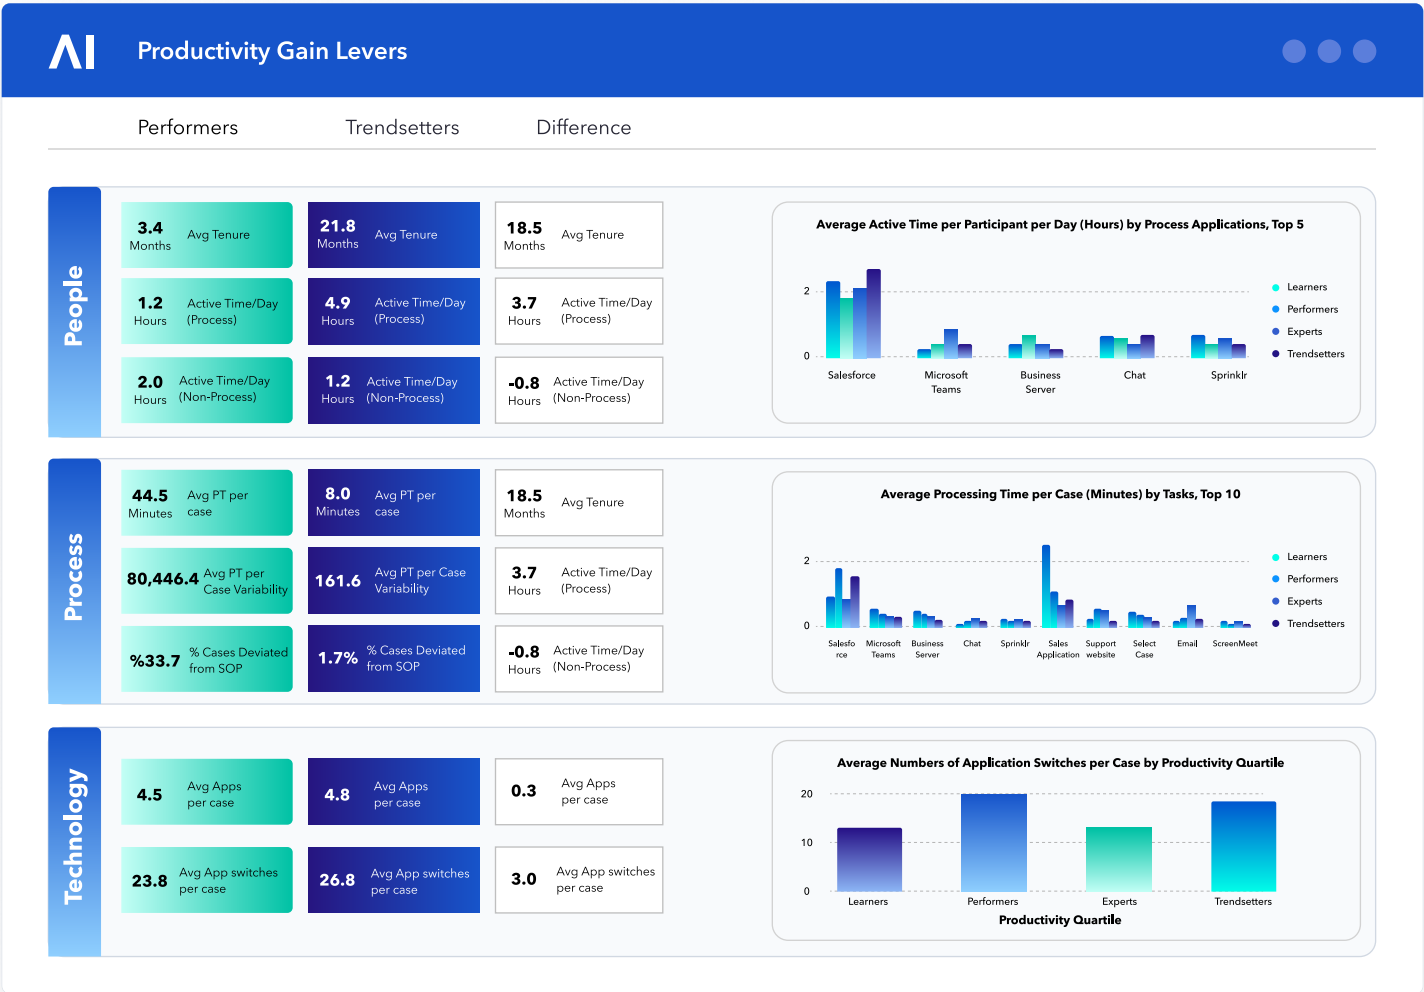 AI
Productivity Gain Levers
Performers
Trendsetters
Difference
People
3.4
Months
Avg Tenure
21.8
Months
Avg Tenure
18.5
Months
Avg Tenure
1.2
Hours
Active Time/Day
(Process)
4.9
Hours
Active Time/Day
(Process)
3.7
Hours
Active Time/Day
(Process)
2.0
Hours
Active Time/Day
(Non-Process)
1.2
Hours
Active Time/Day
(Non-Process)
-0.8
Hours
Active Time/Day
(Non-Process)
Average Active Time per Participant per Day (Hours) by Process Applications, Top 5
2
0
Salesforce
Microsoft
Teams
Business
Server
Chat
Sprinklr
Learners
Performers
Experts
Trendsetters
Process
44.5
Minutes
Avg PT per
case
8.0
Minutes
Avg PT per
case
18.5
Months
Avg Tenure
80,446.4
Avg PT per
Case Variability
161.6
Avg PT per Case
Variability
3.7
Hours
Active Time/Day
(Process)
%33.7
% Cases Deviated
from SOP
1.7%
% Cases Deviated
from SOP
-0.8
Hours
Active Time/Day
(Non-Process)
Average Processing Time per Case (Minutes) by Tasks, Top 10
2
0
Salesfo
rce
Microsoft
Teams
Business
Server
Chat
Sprinklr
Sales
Application
Support
website
Select
Case
Email
ScreenMeet
Learners
Performers
Experts
Trendsetters
Technology
4.5
Avg Apps
per case
4.8
Avg Apps
per case
0.3
Avg Apps
per case
23.8
Avg App switches
per case
26.8
Avg App switches
per case
3.0
Avg App switches
per case
Average Numbers of Application Switches per Case by Productivity Quartile
20
10
0
Learners
Performers
Experts
Trendsetters
Productivity Quartile